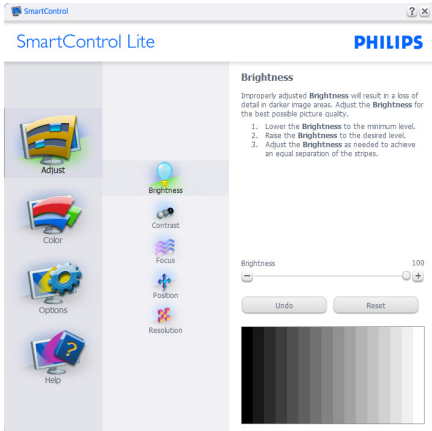 SmartControl
?
SmartControl Lite
PHILIPS
Adjust
Color
Options
?
Help
Brightness
Contrast
Focus
Position
Resolution
Brightness
Improperly adjusted Brightness will result in a loss of
detail in darker image areas. Adjust the Brightness for
the best possible picture quality.
1. Lower the Brightness to the minimum level.
2. Rase the Brightness to the desired level.
3. Adjust the Brightness as needed to achieve
an equal separation of the stripes.
Brightness 100
Undo Reset